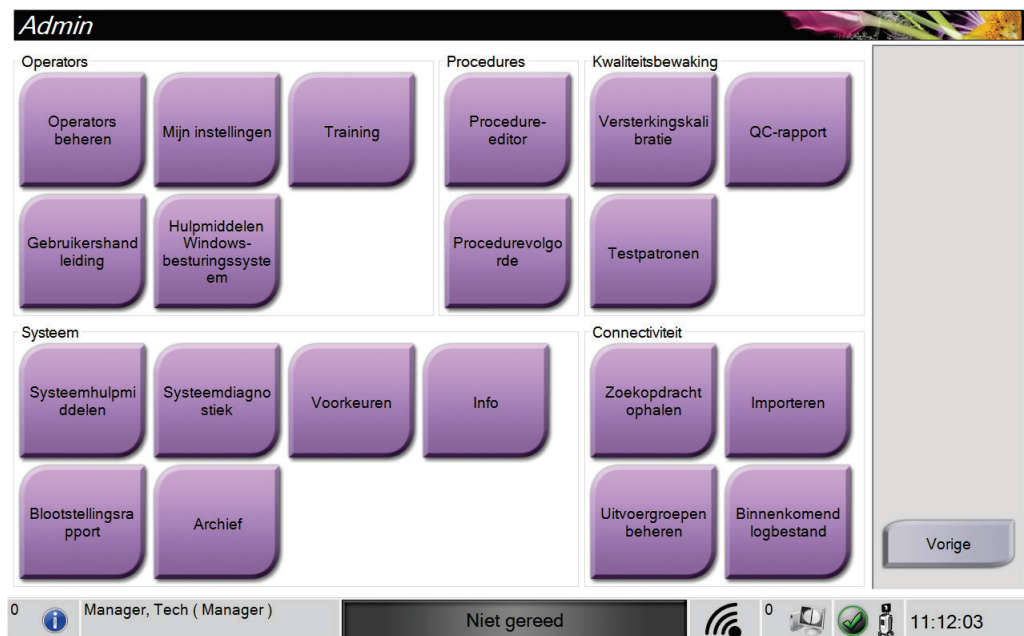 Admin
Operators
Operators
beheren
Mijn instellingen
Training
Gebruikershand
leiding
Hulpmiddelen
Windows-
besturingssyste
em
Procedures
Procedure-
editor
Procedurevolgo
rde
Kwaliteitsbewaking
Versterkingskali
bratie
QC-rapport
Testpatronen
Systeem
Systeemhulpmi
ddelen
Systeemdiagno
stiek
Voorkeuren
Info
Blootstellingsra
pport
Archief
Connectiviteit
Zoekopdracht
ophalen
Importeren
Uitvoergroepen
beheren
Binnenkomend
logbestand
Vorige
0
Manager, Tech ( Manager )
Niet gereed
0
11:12:03